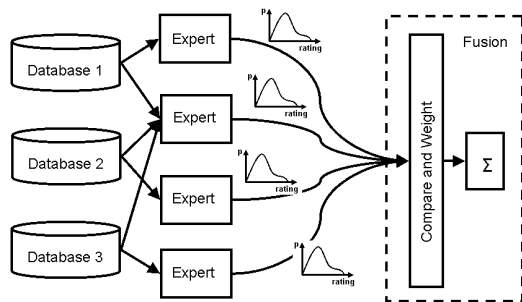 p
rating
Expert
Fusion
Database 1
p
rating
Expert
Compare and Weight
Σ
Database 2
p
rating
Expert
Database 3
p
rating
Expert